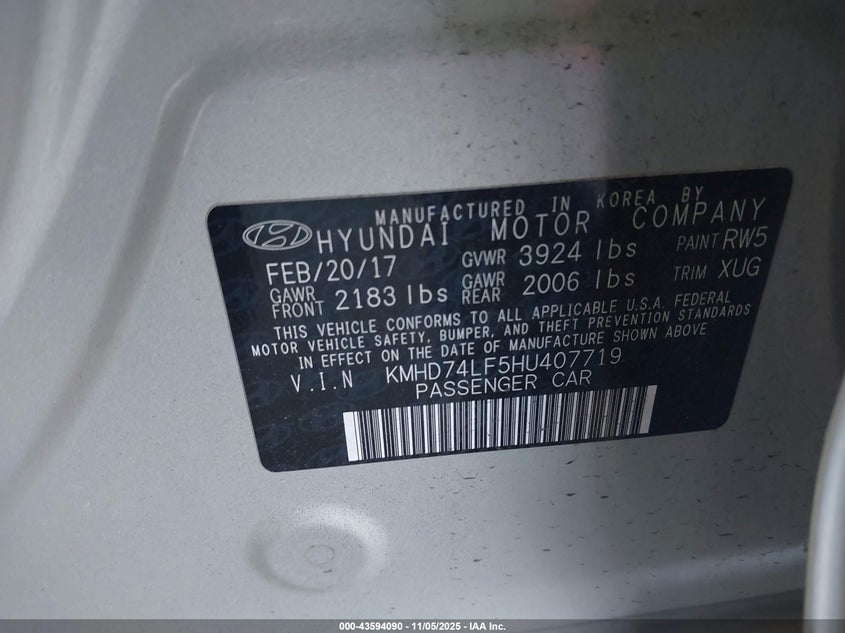 MANUFACTURED IN KOREA BY
HYUNDAI MOTOR COMPANY
FEB/20/17 GVWR 3924 lbs PAINT RW5
GAWR FRONT 2183 lbs GAWR REAR 2006 lbs TRIM XUG
THIS VEHICLE CONFORMS TO ALL APPLICABLE U.S.A. FEDERAL
MOTOR VEHICLE SAFETY, BUMPER, AND THEFT PREVENTION STANDARDS
IN EFFECT ON THE DATE OF MANUFACTURE SHOWN ABOVE
V.I.N KMHD74LF5HU407719
PASSENGER CAR
000-43594090 - 11/05/2025 - IAA Inc.